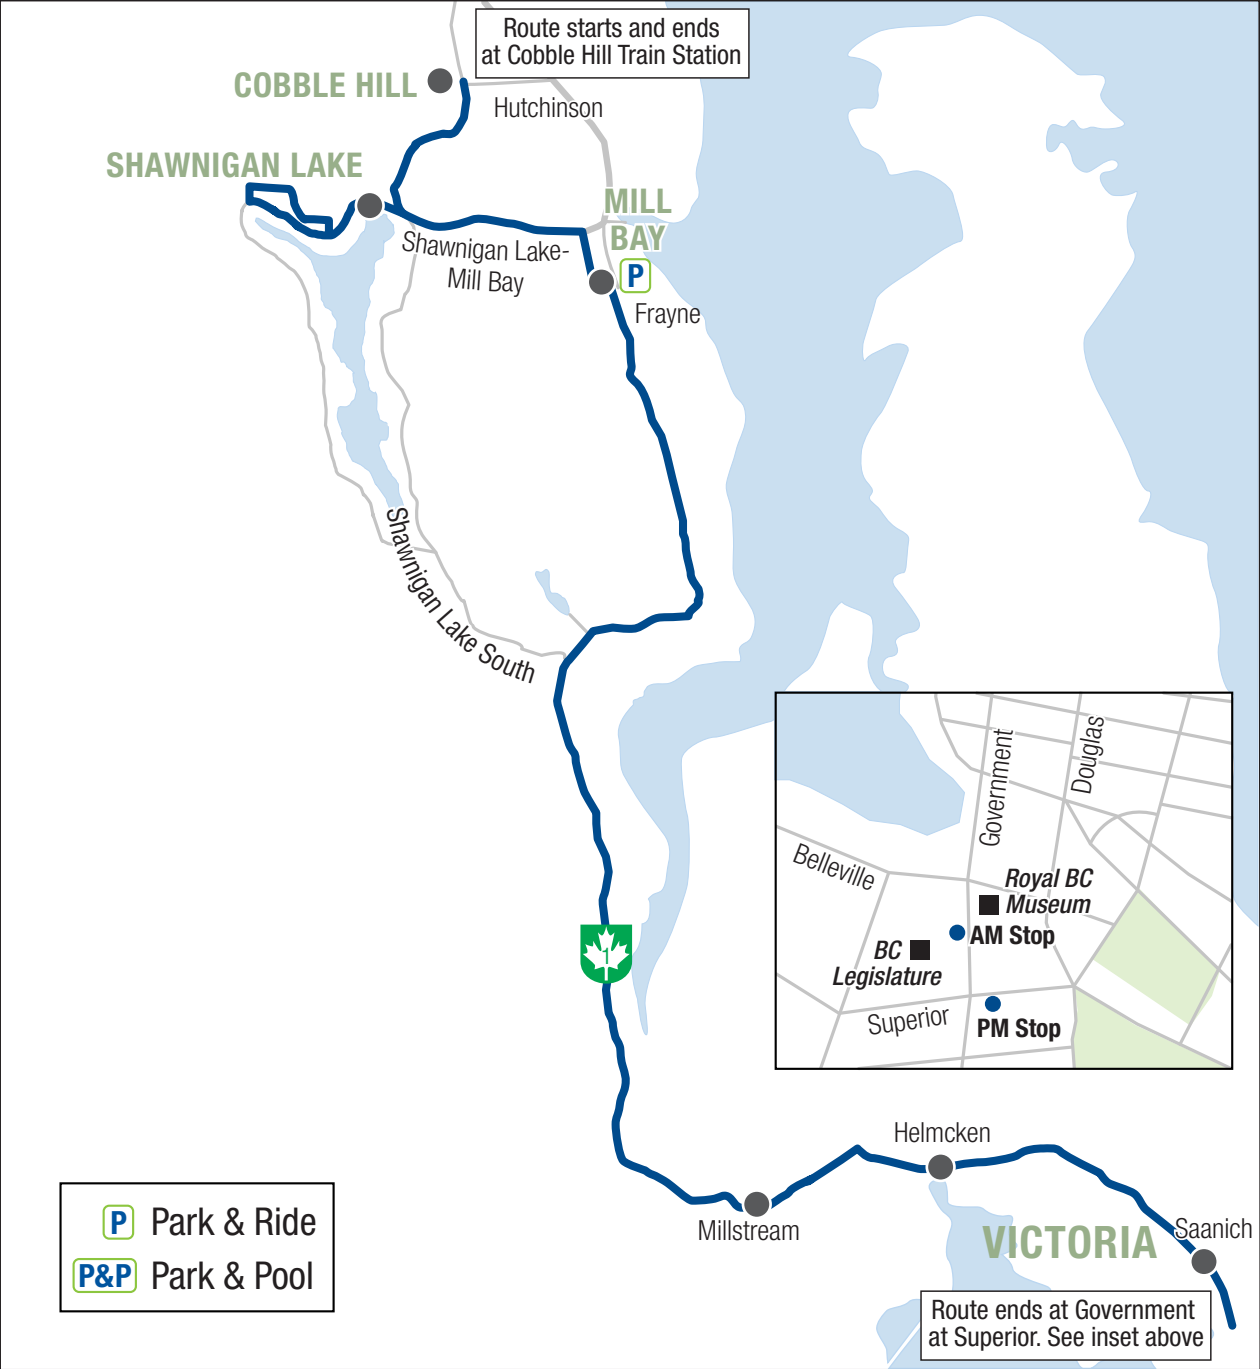 Route starts and ends
at Cobble Hill Train Station
COBBLE HILL
Hutchinson
SHAWNIGAN LAKE
MILL
BAY
Shawnigan Lake-
Mill Bay
P
Frayne
Shawnigan Lake South
Government
Douglas
Belleville
Royal BC
Museum
AM Stop
BC
Legislature
Superior
PM Stop
1
Helmcken
Millstream
VICTORIA
Saanich
P Park & Ride
P&P Park & Pool
Route ends at Government
at Superior. See inset above